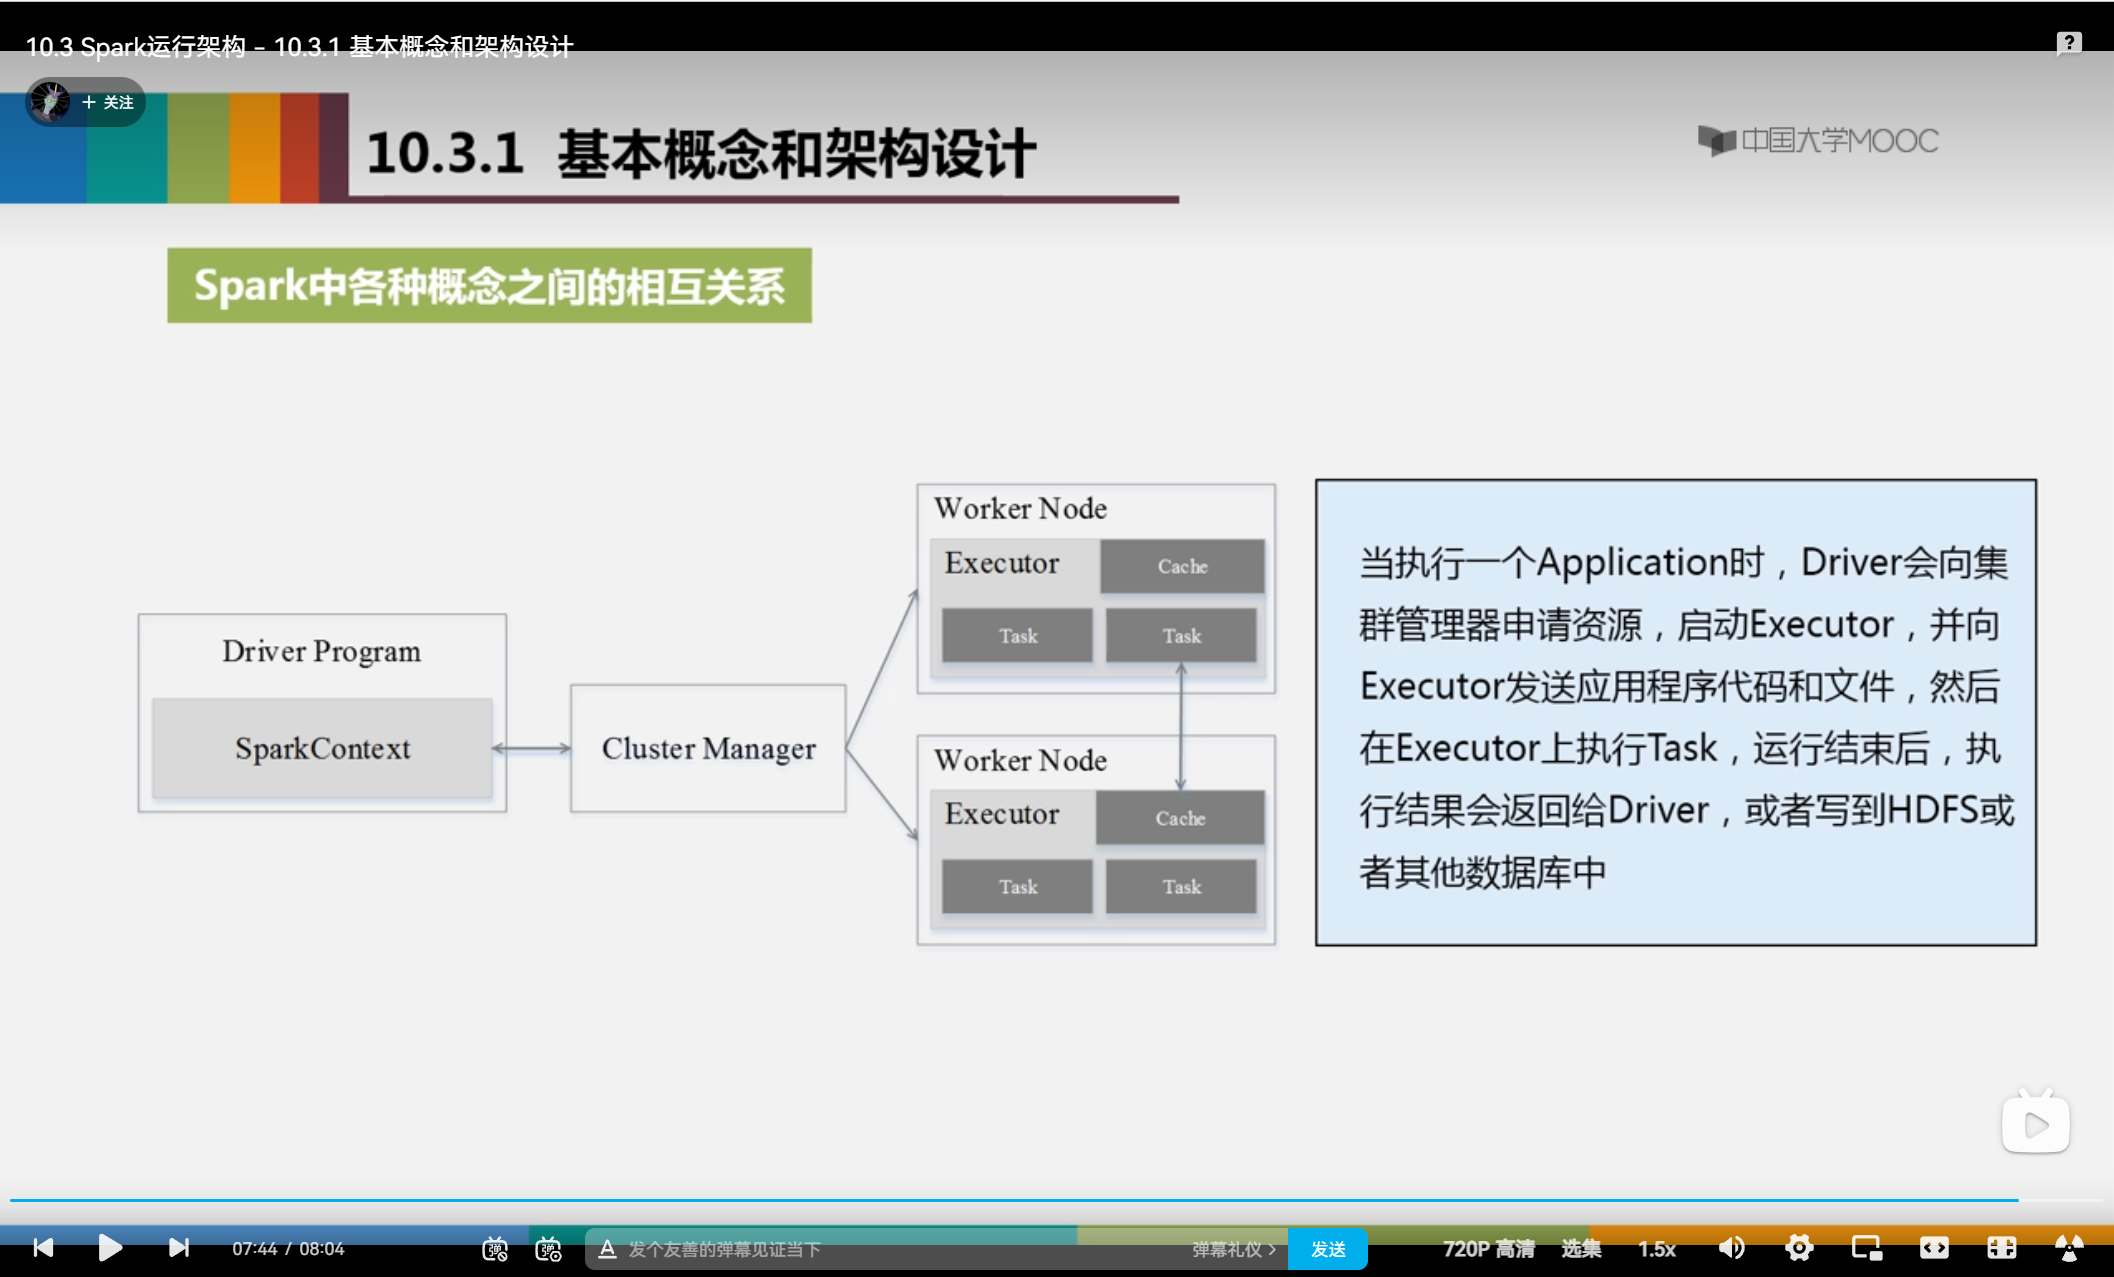 10.3 Spark运行架构 - 10.3.1 基本概念和架构设计
+ 关注
10.3.1 基本概念和架构设计
中国大学MOOC
Spark中各种概念之间的相互关系
Driver Program
SparkContext
Cluster Manager
Worker Node
Executor
Cache
Task
Task
Worker Node
Executor
Cache
Task
Task
当执行一个Application时，Driver会向集
群管理器申请资源，启动Executor，并向
Executor发送应用程序代码和文件，然后
在Executor上执行Task，运行结束后，执
行结果会返回给Driver，或者写到HDFS或
者其他数据库中
07:44 / 08:04
弹
弹
A 发个友善的弹幕见证当下
弹幕礼仪 >
发送
720P 高清
选集
1.5x